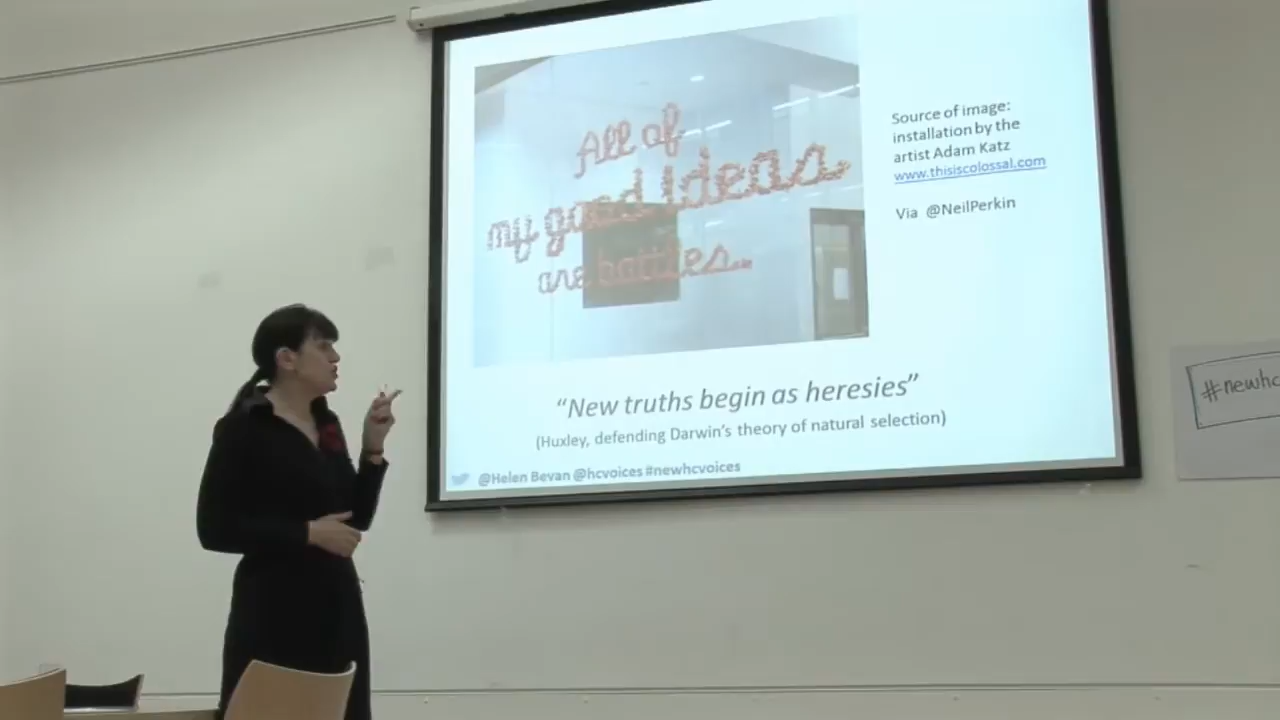 All of
my good Ideas
are battles...
Source of image:
installation by the
artist Adam Katz
www.thisiscolossal.com
Via @NeilPerkin
“New truths begin as heresies”
(Huxley, defending Darwin’s theory of natural selection)
@Helen Bevan @hcvoices #newhcvoices
#newhc